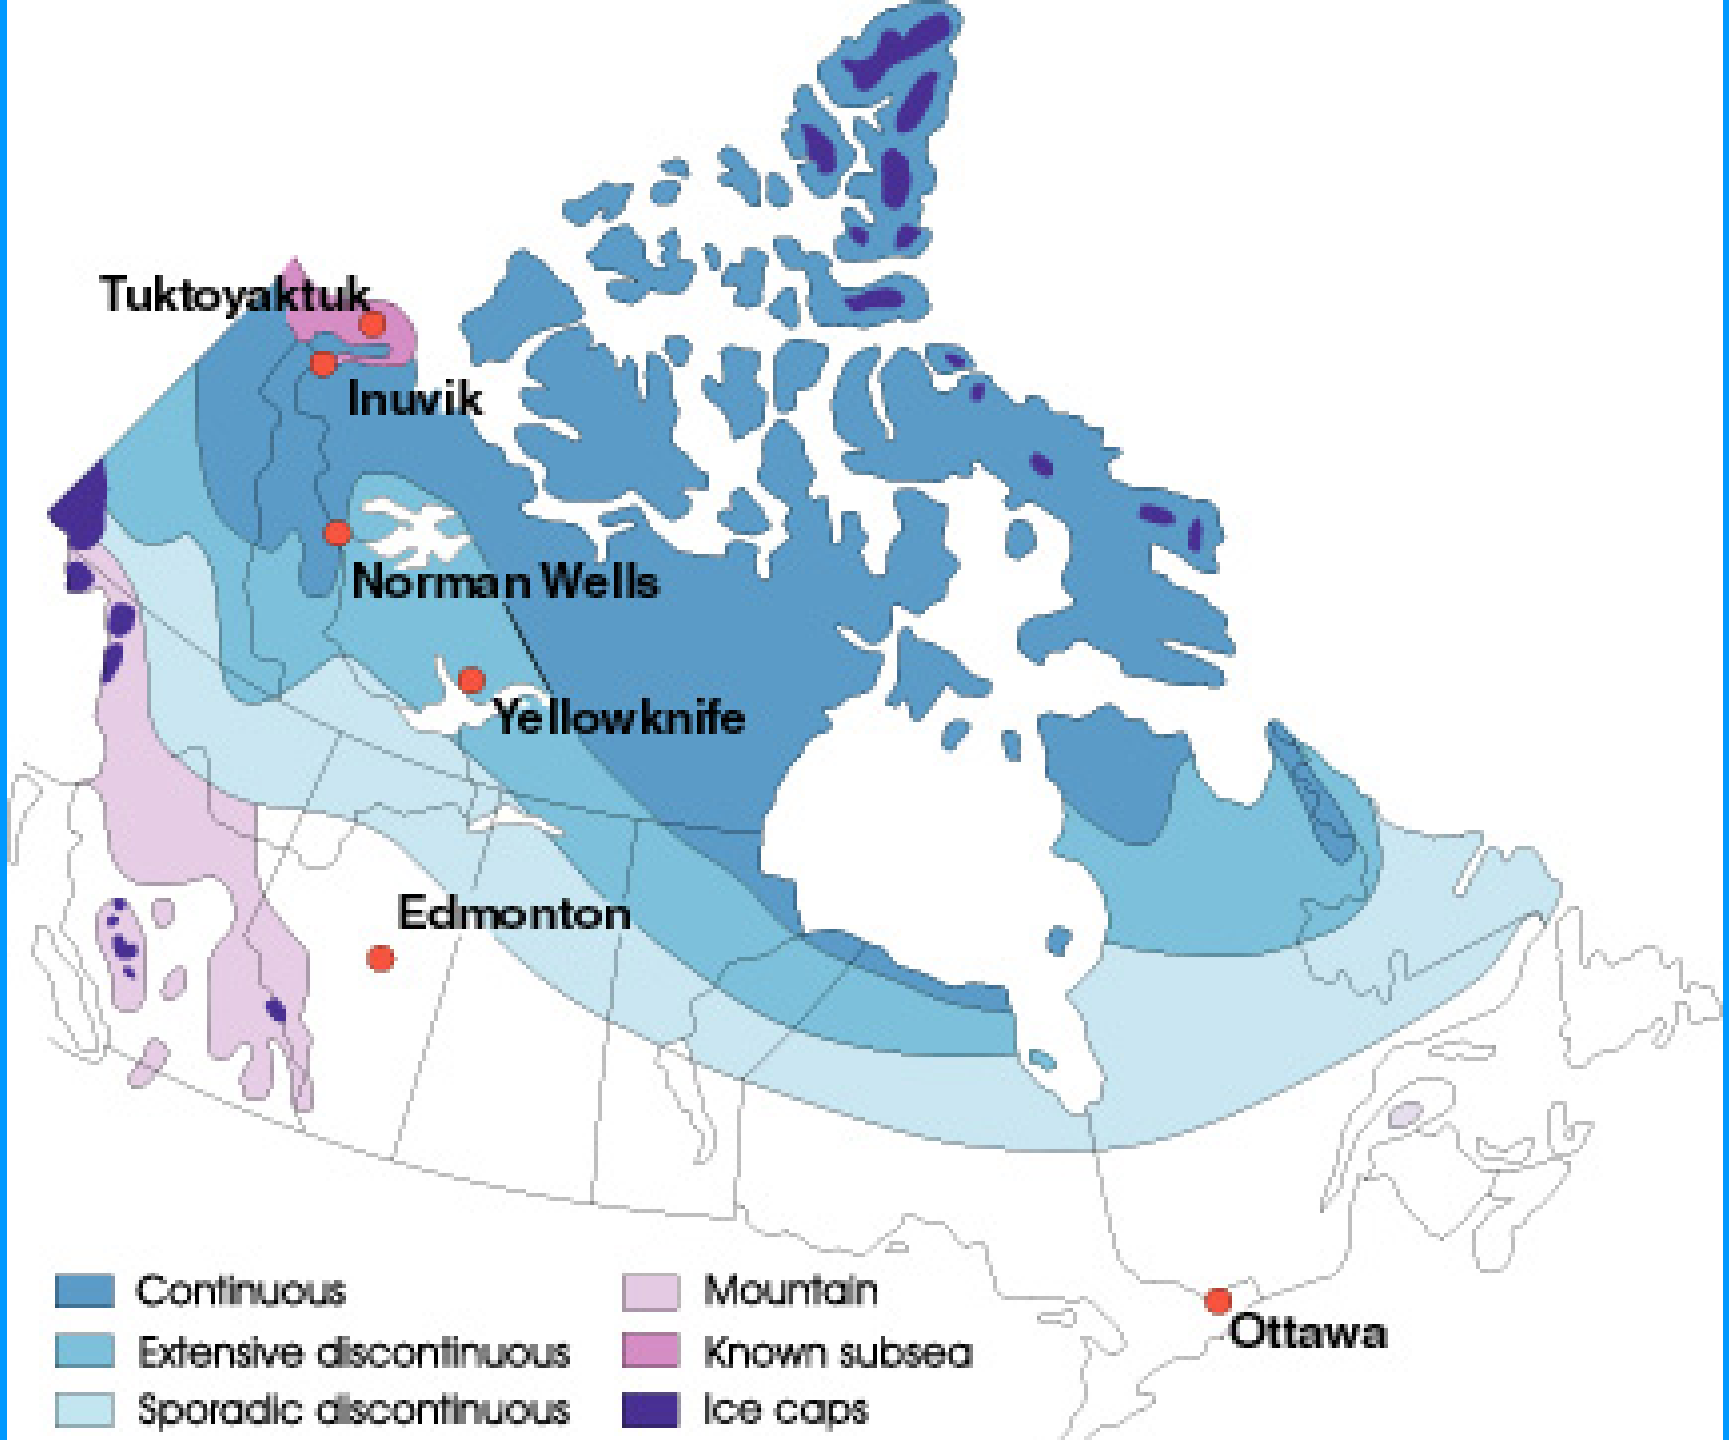 Tuktoyaktuk
Inuvik
Norman Wells
Yellowknife
Edmonton
Ottawa
Continuous
Extensive discontinuous
Sporadic discontinuous
Mountain
Known subsea
Ice caps